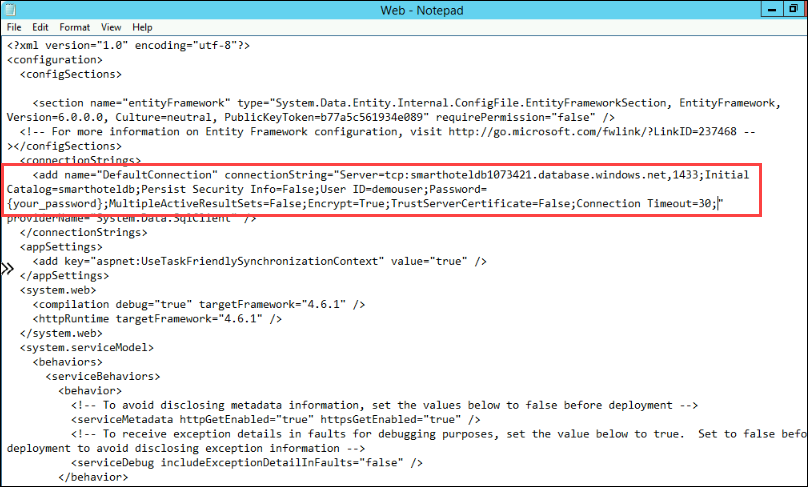 Web - Notepad
File Edit Format View Help
<?xml version="1.0" encoding="utf-8"?>
<configuration>
<configSections>
<section name="entityFramework" type="System.Data.Entity.Internal.ConfigFile.EntityFrameworkSection, EntityFramework,
Version=6.0.0.0, Culture=neutral, PublicKeyToken=b77a5c561934e089" requirePermission="false" />
<!-- For more information on Entity Framework configuration, visit http://go.microsoft.com/fwlink/?LinkID=237468 --
></configSections>
<connectionStrings>
<add name="DefaultConnection" connectionString="Server=tcp:smarthoteldb1073421.database.windows.net,1433;Initial
Catalog=smarthoteldb;Persist Security Info=False;User ID=demouser;Password=
{your_password};MultipleActiveResultSets=False;Encrypt=True;TrustServerCertificate=False;Connection Timeout=30;"
providerName="System.Data.SqlClient" />
</connectionStrings>
<appSettings>
<add key="aspnet:UseTaskFriendlySynchronizationContext" value="true" />
</appSettings>
<system.web>
<compilation debug="true" targetFramework="4.6.1" />
<httpRuntime targetFramework="4.6.1" />
</system.web>
<system.serviceModel>
<behaviors>
<serviceBehaviors>
<behavior>
<!-- To avoid disclosing metadata information, set the values below to false before deployment -->
<serviceMetadata httpGetEnabled="true" httpsGetEnabled="true" />
<!-- To receive exception details in faults for debugging purposes, set the value below to true.  Set to false befo
deployment to avoid disclosing exception information -->
<serviceDebug includeExceptionDetailInFaults="false" />
</behavior>